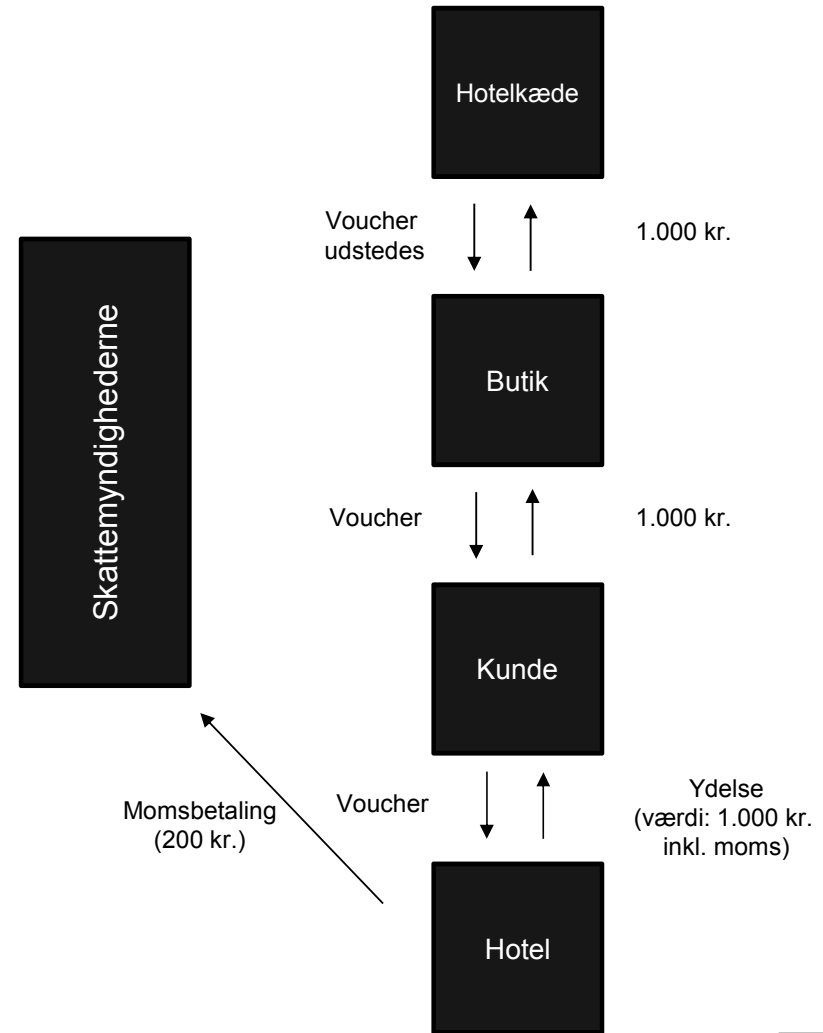 Hotelkæde
Voucher
udstedes
1.000 kr.
Butik
Voucher
1.000 kr.
Skattemyndighederne
Kunde
Momsbetaling
(200 kr.)
Voucher
Ydelse
(værdi: 1.000 kr.
inkl. moms)
Hotel